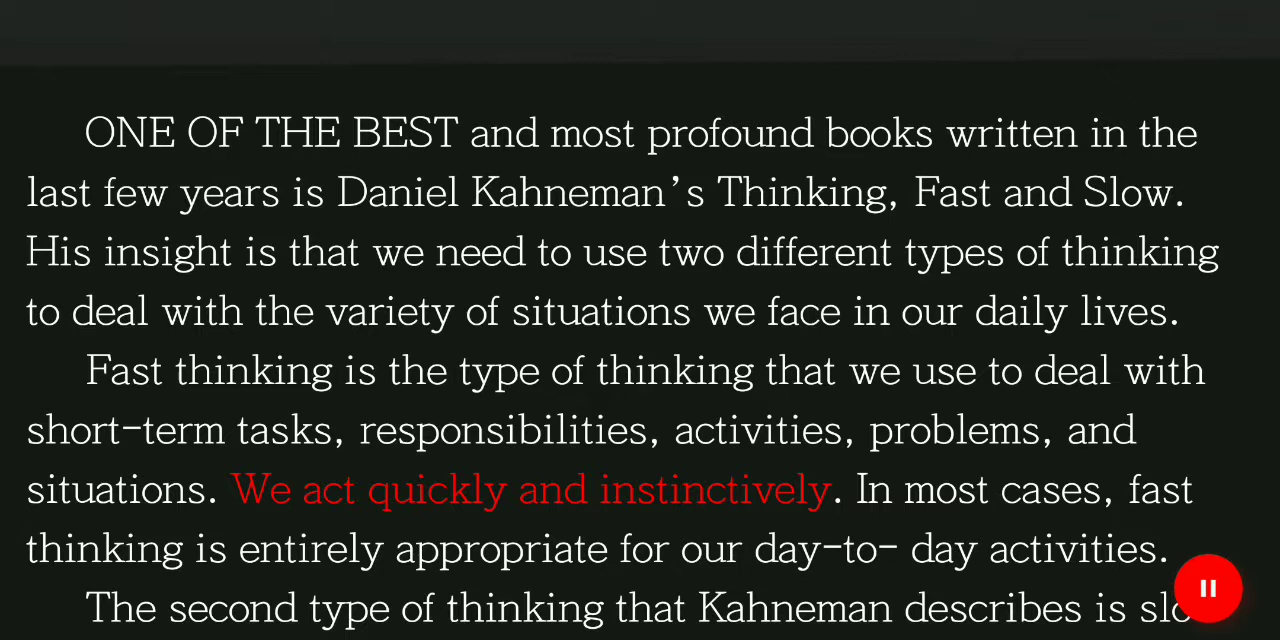 ONE OF THE BEST and most profound books written in the
last few years is Daniel Kahneman’s Thinking, Fast and Slow.
His insight is that we need to use two different types of thinking
to deal with the variety of situations we face in our daily lives.
Fast thinking is the type of thinking that we use to deal with
short-term tasks, responsibilities, activities, problems, and
situations. We act quickly and instinctively. In most cases, fast
thinking is entirely appropriate for our day-to- day activities.
The second type of thinking that Kahneman describes is